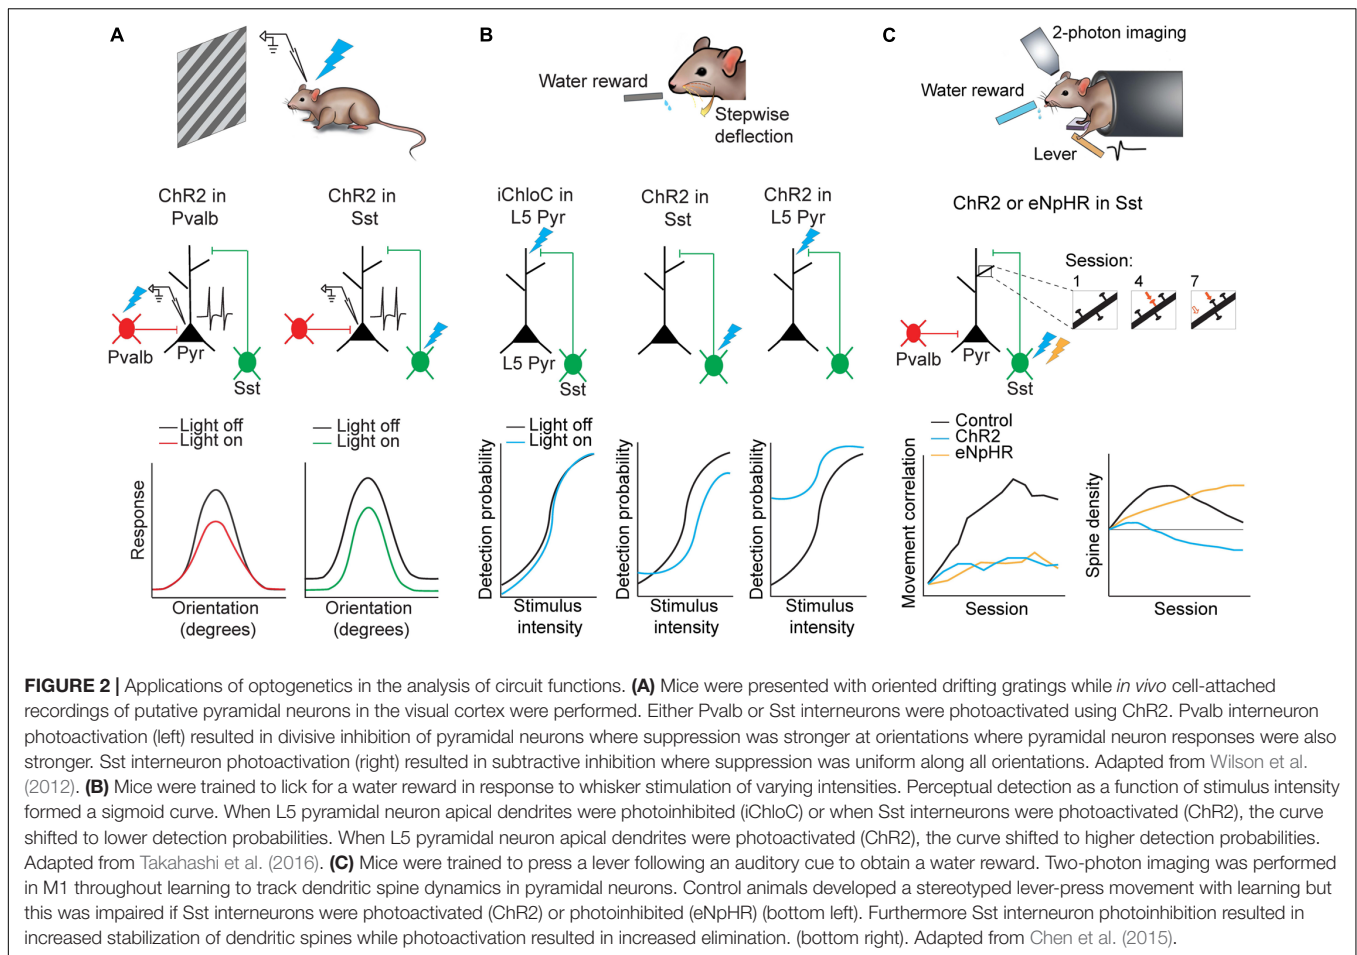 A
B
C
2-photon imaging
Water reward
Water reward
Stepwise
deflection
Lever
ChR2 in
Pvalb
ChR2 in
Sst
iChloC in
L5 Pyr
ChR2 in
Sst
ChR2 in
L5 Pyr
ChR2 or eNpHR in Sst
Session:
1
4
7
Pvalb
Pyr
Sst
L5 Pyr
Sst
Pvalb
Pyr
Sst
Light off
Light on
Light off
Light on
Light off
Light on
Control
ChR2
eNpHR
Response
Orientation
(degrees)
Orientation
(degrees)
Detection probability
Stimulus
intensity
Detection probability
Stimulus
intensity
Detection probability
Stimulus
intensity
Movement correlation
Session
Spine density
Session
FIGURE 2 | Applications of optogenetics in the analysis of circuit functions. (A) Mice were presented with oriented drifting gratings while in vivo cell-attached
recordings of putative pyramidal neurons in the visual cortex were performed. Either Pvalb or Sst interneurons were photoactivated using ChR2. Pvalb interneuron
photoactivation (left) resulted in divisive inhibition of pyramidal neurons where suppression was stronger at orientations where pyramidal neuron responses were also
stronger. Sst interneuron photoactivation (right) resulted in subtractive inhibition where suppression was uniform along all orientations. Adapted from Wilson et al.
(2012). (B) Mice were trained to lick for a water reward in response to whisker stimulation of varying intensities. Perceptual detection as a function of stimulus intensity
formed a sigmoid curve. When L5 pyramidal neuron apical dendrites were photoinhibited (iChloC) or when Sst interneurons were photoactivated (ChR2), the curve
shifted to lower detection probabilities. When L5 pyramidal neuron apical dendrites were photoactivated (ChR2), the curve shifted to higher detection probabilities.
Adapted from Takahashi et al. (2016). (C) Mice were trained to press a lever following an auditory cue to obtain a water reward. Two-photon imaging was performed
in M1 throughout learning to track dendritic spine dynamics in pyramidal neurons. Control animals developed a stereotyped lever-press movement with learning but
this was impaired if Sst interneurons were photoactivated (ChR2) or photoinhibited (eNpHR) (bottom left). Furthermore Sst interneuron photoinhibition resulted in
increased stabilization of dendritic spines while photoactivation resulted in increased elimination. (bottom right). Adapted from Chen et al. (2015).